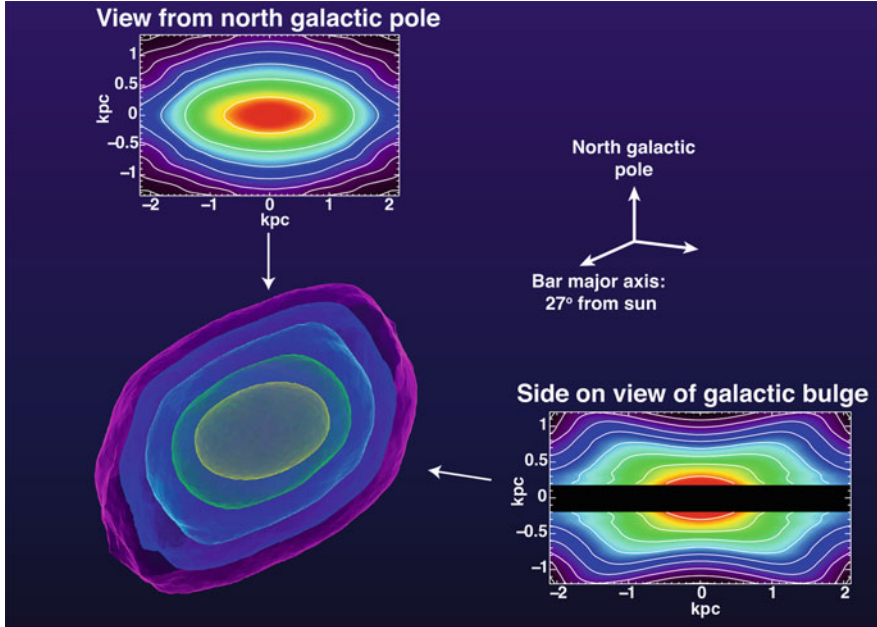 View from north galactic pole
1
0.5
0
−0.5
−1
kpc
−2
−1
0
1
2
kpc
North galactic
pole
Bar major axis:
27° from sun
Side on view of galactic bulge
1
0.5
0
−0.5
−1
kpc
−2
−1
0
1
2
kpc